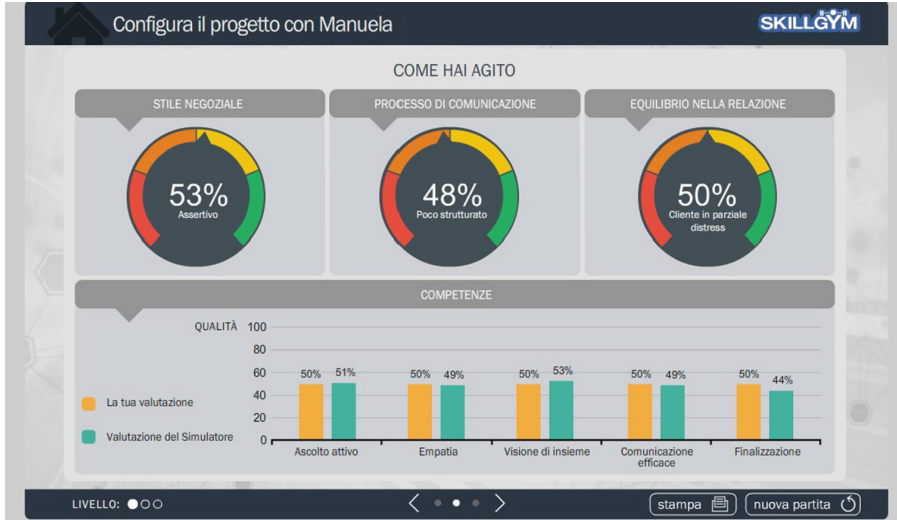 Configura il progetto con Manuela
SKILLGYM
COME HAI AGITO
STILE NEGOZIALE
PROCESSO DI COMUNICAZIONE
EQUILIBRIO NELLA RELAZIONE
53%
Assertivo
48%
Poco strutturato
50%
Cliente in parziale
distress
COMPETENZE
QUALITÀ
100
80
60
40
20
0
50% 51%
50% 49%
50% 53%
50% 49%
50% 44%
La tua valutazione
Valutazione del Simulatore
Ascolto attivo
Empatia
Visione di insieme
Comunicazione
efficace
Finalizzazione
LIVELLO:
stampa
nuova partita